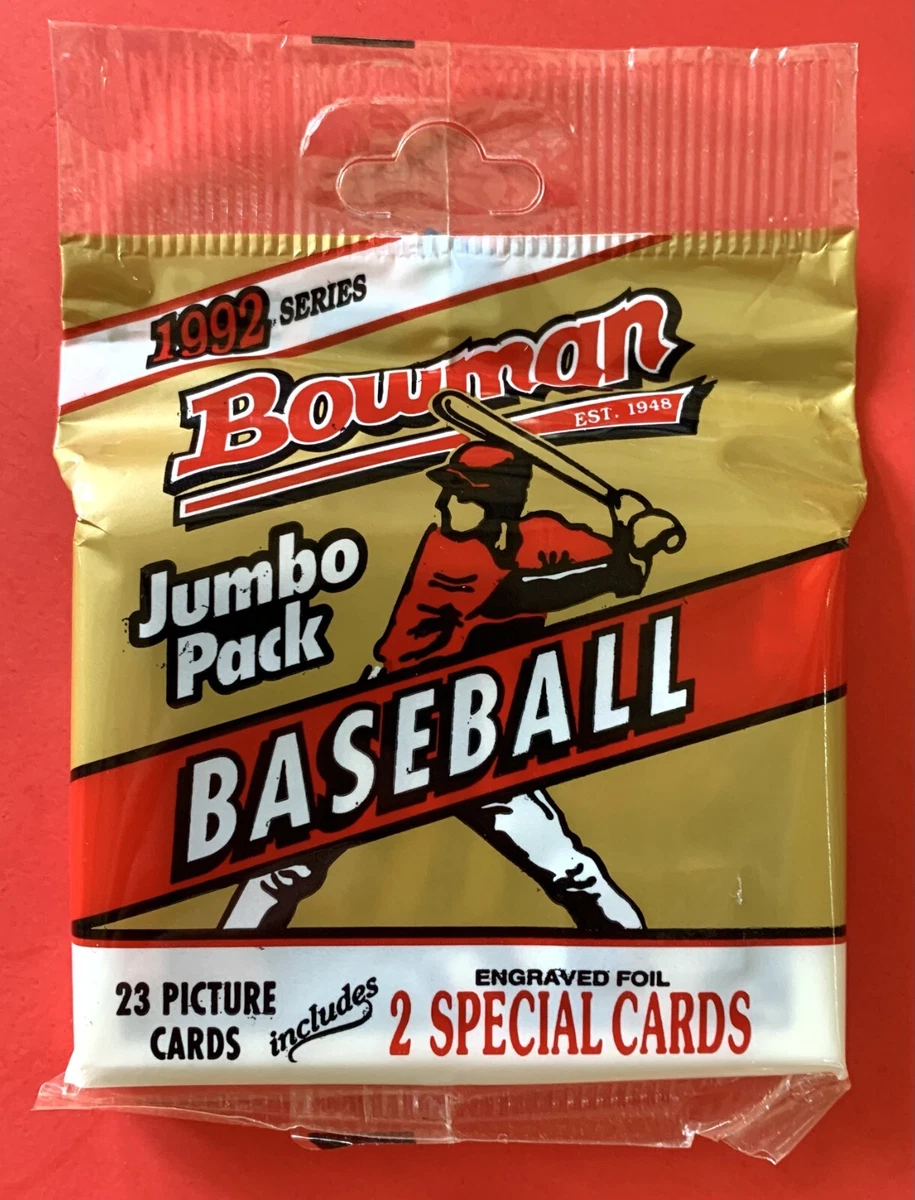 1992 SERIES
Bowman
EST. 1948
Jumbo
Pack
BASEBALL
23 PICTURE
CARDS
includes
ENGRAVED FOIL
2 SPECIAL CARDS